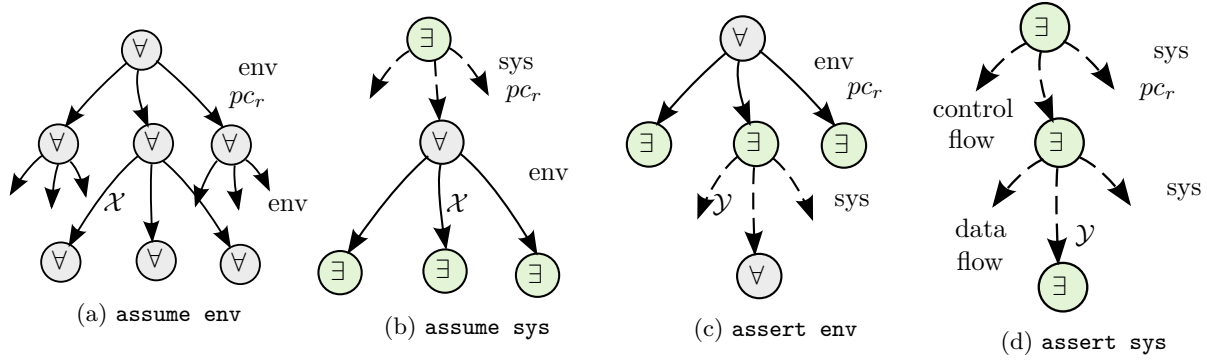 ∀
env
pc_r
∀ ∀ ∀
𝒳
env
∀ ∀ ∀
(a) assume env
∃
sys
pc_r
∀
env
𝒳
∃ ∃ ∃
(b) assume sys
∀
env
pc_r
∃ ∃ ∃
𝒴
sys
∀
(c) assert env
∃
sys
pc_r
control
flow
∃
sys
data
flow
𝒴
∃
(d) assert sys